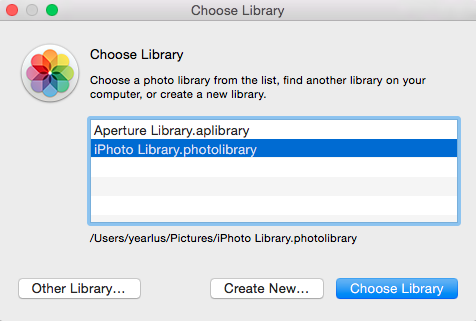 Choose Library
Choose Library
Choose a photo library from the list, find another library on your
computer, or create a new library.
Aperture Library.aplibrary
iPhoto Library.photolibrary
/Users/yearlus/Pictures/iPhoto Library.photolibrary
Other Library...
Create New...
Choose Library